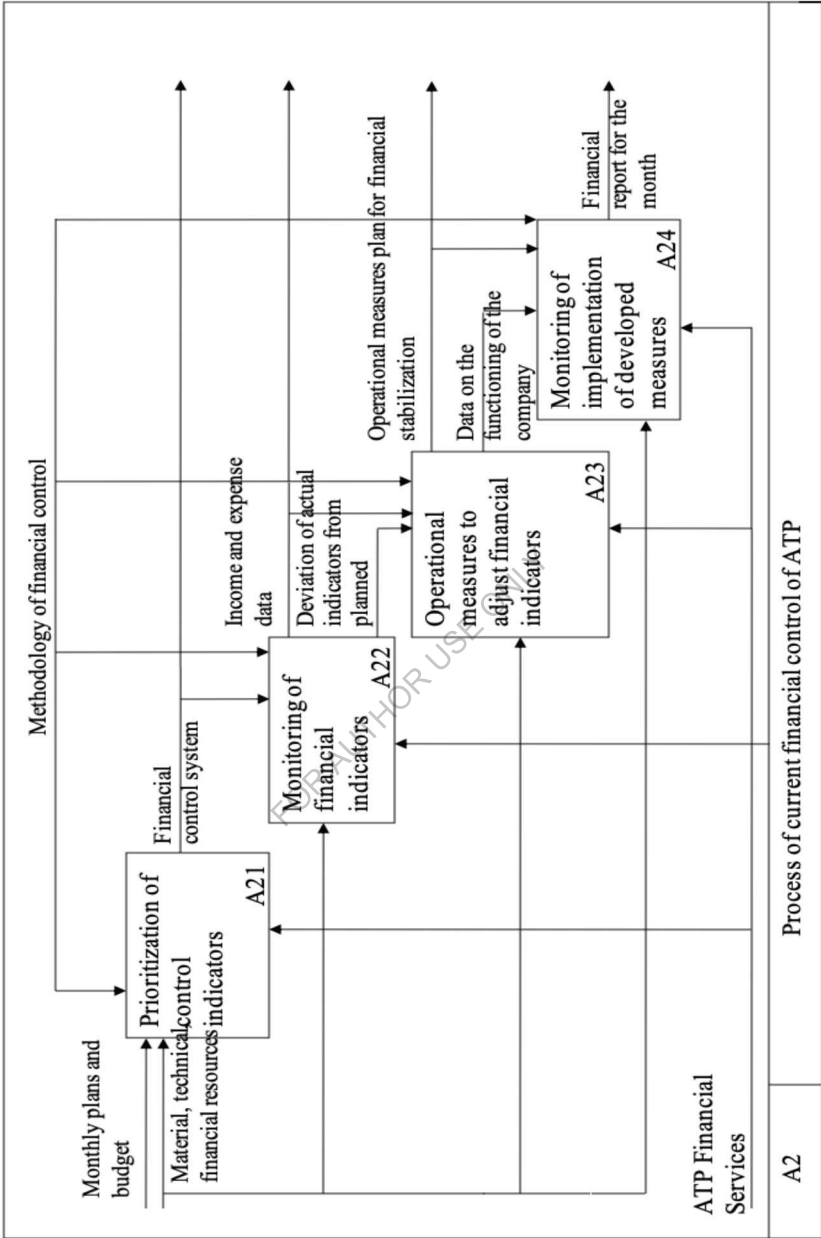 Methodology of financial control
Monthly plans and
budget
Material, technical,
financial resources
Prioritization of
control
indicators
A21
Financial
control system
Monitoring of
financial
indicators
A22
Income and expense
data
Deviation of actual
indicators from
planned
Operational
measures to
adjust financial
indicators
A23
Operational measures plan for financial
stabilization
Data on the
functioning of the
company
Monitoring of
implementation
of developed
measures
A24
Financial
report for the
month
ATP Financial
Services
A2
Process of current financial control of ATP
FOR AUTHOR USE ONLY